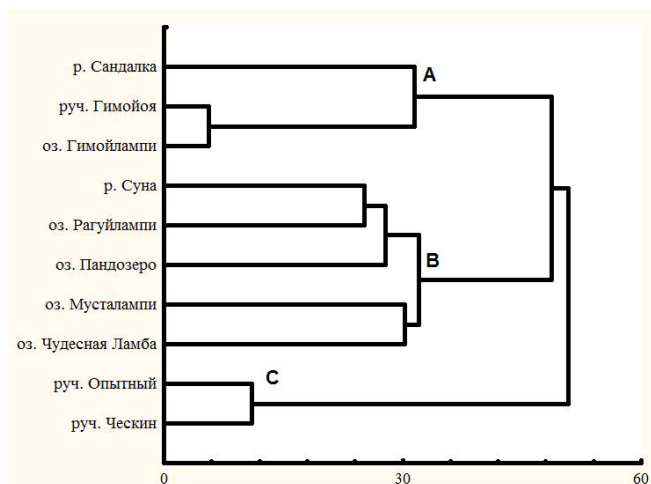 р. Сандалка
A
руч. Гимойоя
оз. Гимойлампи
р. Суна
оз. Рагуйлампи
оз. Пандозеро
B
оз. Мусталампи
оз. Чудесная Ламба
руч. Опытный
C
руч. Ческин
0 30 60